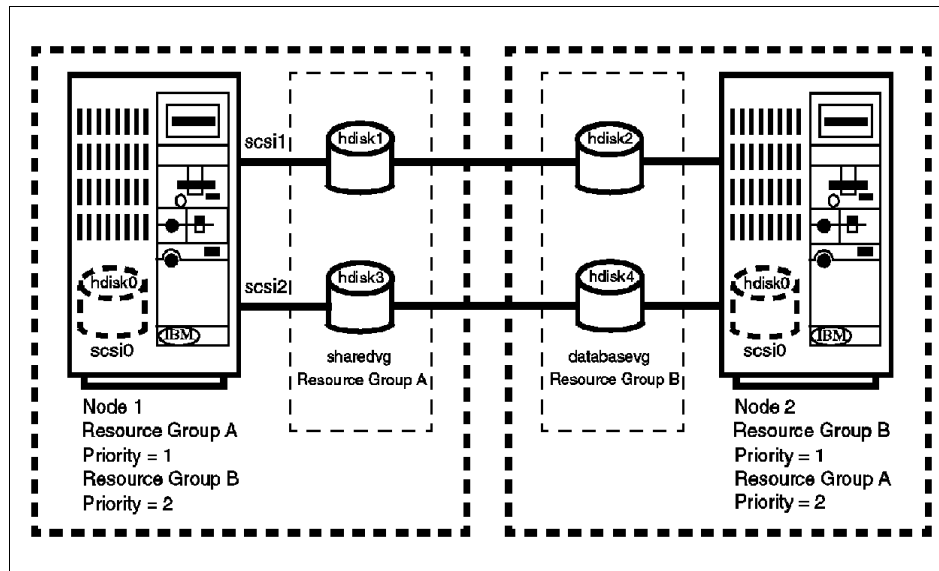 scsi1
hdisk1
hdisk2
scsi2
hdisk3
hdisk4
hdisk0
scsi0
IBM
hdisk0
scsi0
IBM
sharedvg
Resource Group A
databasevg
Resource Group B
Node 1
Resource Group A
Priority = 1
Resource Group B
Priority = 2
Node 2
Resource Group B
Priority = 1
Resource Group A
Priority = 2